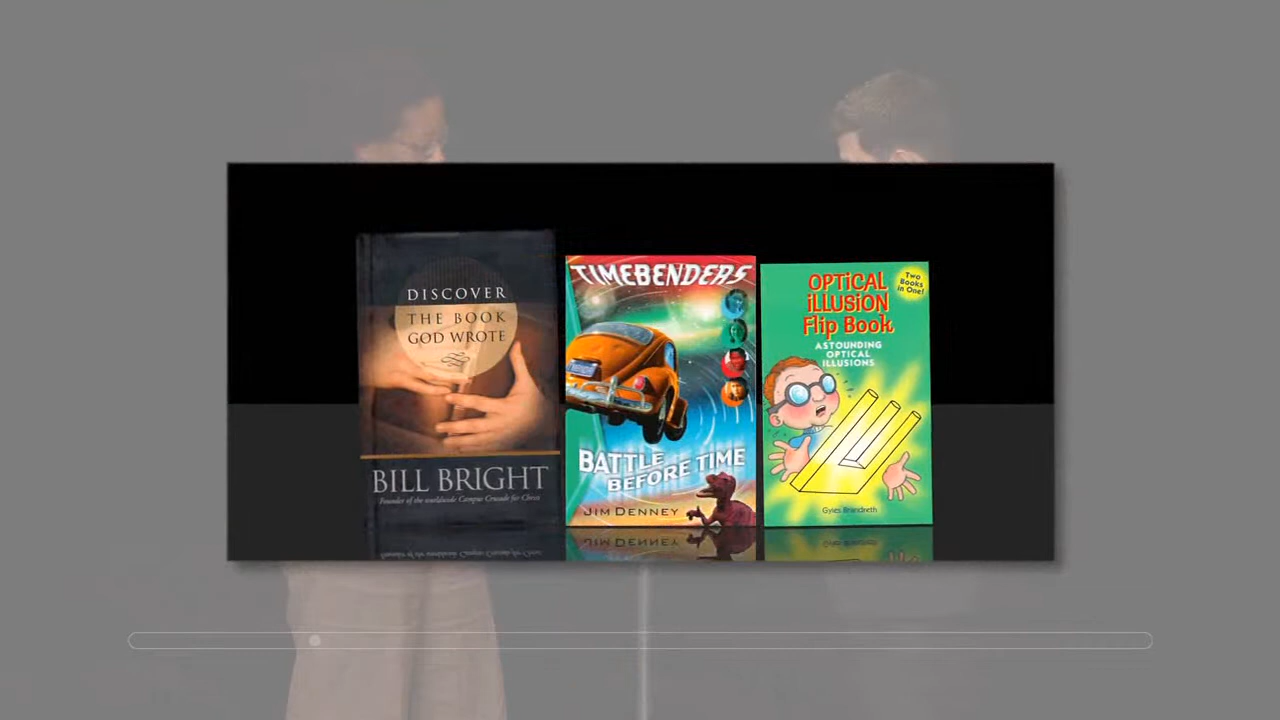 DISCOVER
THE BOOK
GOD WROTE
BILL BRIGHT
Founder of the worldwide Campus Crusade for Christ
TIMEBENDERS
BATTLE
BEFORE TIME
JIM DENNEY
OPTiCAL
iLLUSiON
Flip Book
Two
Books
in One!
ASTOUNDING
OPTICAL
ILLUSIONS
Gyles Brandreth